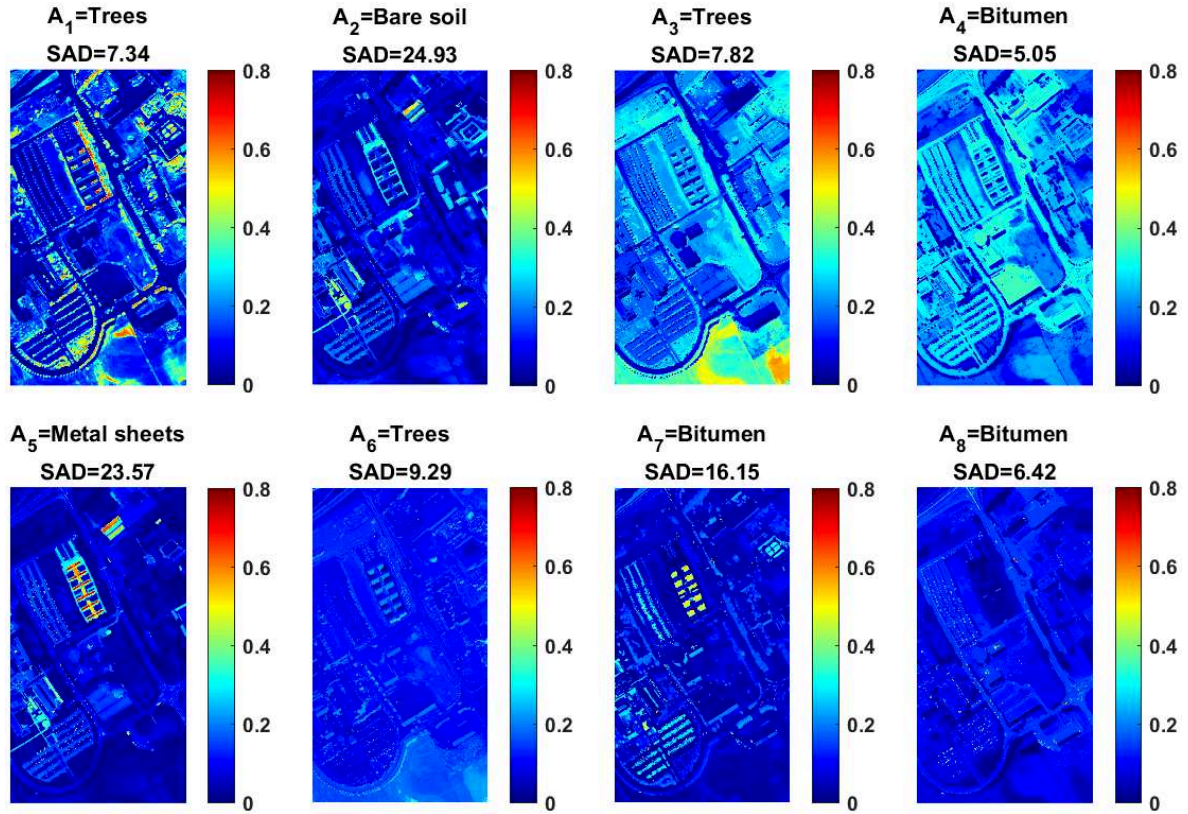 A1=Trees
SAD=7.34
A2=Bare soil
SAD=24.93
A3=Trees
SAD=7.82
A4=Bitumen
SAD=5.05
0.8
0.6
0.4
0.2
0
0.8
0.6
0.4
0.2
0
0.8
0.6
0.4
0.2
0
0.8
0.6
0.4
0.2
0
A5=Metal sheets
SAD=23.57
A6=Trees
SAD=9.29
A7=Bitumen
SAD=16.15
A8=Bitumen
SAD=6.42
0.8
0.6
0.4
0.2
0
0.8
0.6
0.4
0.2
0
0.8
0.6
0.4
0.2
0
0.8
0.6
0.4
0.2
0